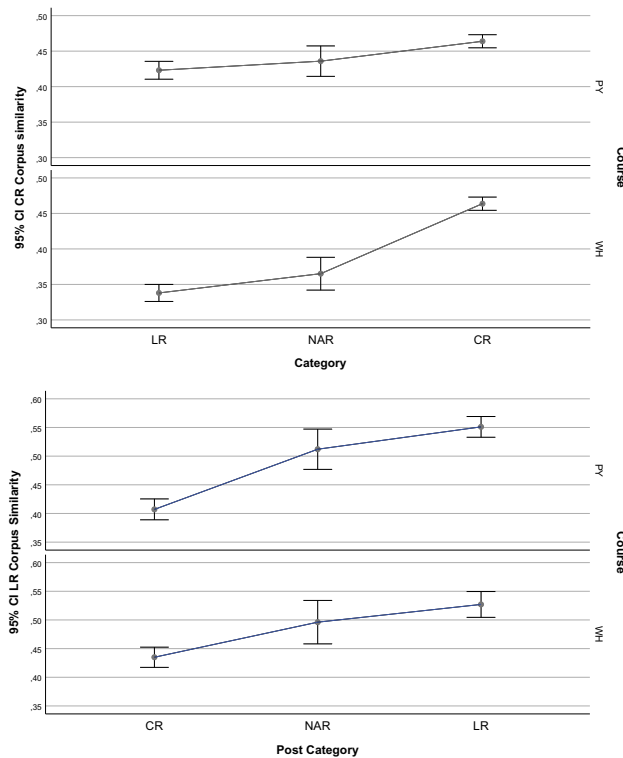 ,50
,45
,40
,35
,30
PY
,50
,45
,40
,35
,30
WH
95% CI CR Corpus similarity
Course
LR NAR CR
Category
,60
,55
,50
,45
,40
,35
PY
,60
,55
,50
,45
,40
,35
WH
95% CI LR Corpus Similarity
Course
CR NAR LR
Post Category